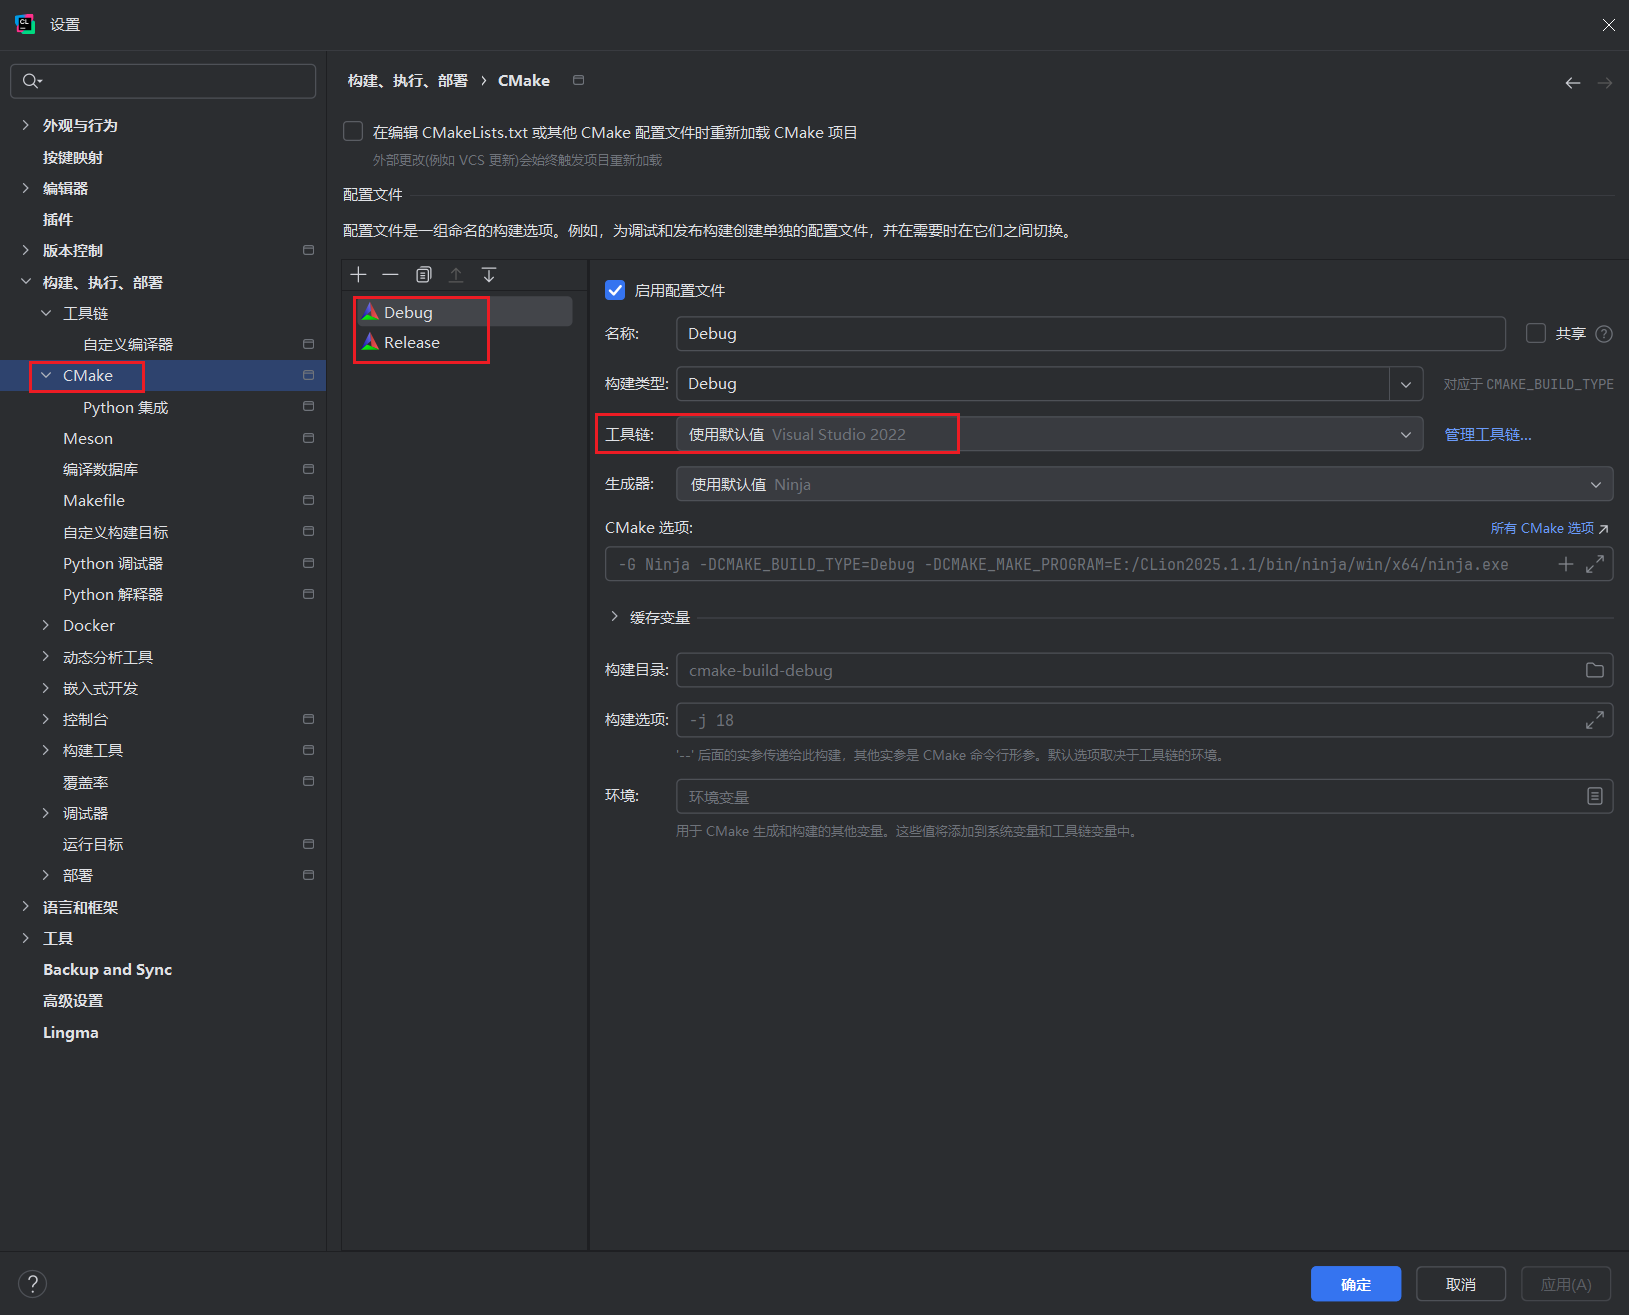 设置
外观与行为
按键映射
编辑器
插件
版本控制
构建、执行、部署
工具链
自定义编译器
CMake
Python 集成
Meson
编译数据库
Makefile
自定义构建目标
Python 调试器
Python 解释器
Docker
动态分析工具
嵌入式开发
控制台
构建工具
覆盖率
调试器
运行目标
部署
语言和框架
工具
Backup and Sync
高级设置
Lingma
构建、执行、部署 › CMake
在编辑 CMakeLists.txt 或其他 CMake 配置文件时重新加载 CMake 项目
外部更改(例如 VCS 更新)会始终触发项目重新加载
配置文件
配置文件是一组命名的构建选项。例如，为调试和发布构建创建单独的配置文件，并在需要时在它们之间切换。
Debug
Release
启用配置文件
名称: Debug 共享
构建类型: Debug 对应于 CMAKE_BUILD_TYPE
工具链: 使用默认值 Visual Studio 2022 管理工具链...
生成器: 使用默认值 Ninja
CMake 选项: 所有 CMake 选项
-G Ninja -DCMAKE_BUILD_TYPE=Debug -DCMAKE_MAKE_PROGRAM=E:/CLion2025.1.1/bin/ninja/win/x64/ninja.exe
缓存变量
构建目录: cmake-build-debug
构建选项: -j 18
'--' 后面的实参传递给此构建，其他实参是 CMake 命令行形参。默认选项取决于工具链的环境。
环境: 环境变量
用于 CMake 生成和构建的其他变量。这些值将添加到系统变量和工具链变量中。
? 确定 取消 应用(A)